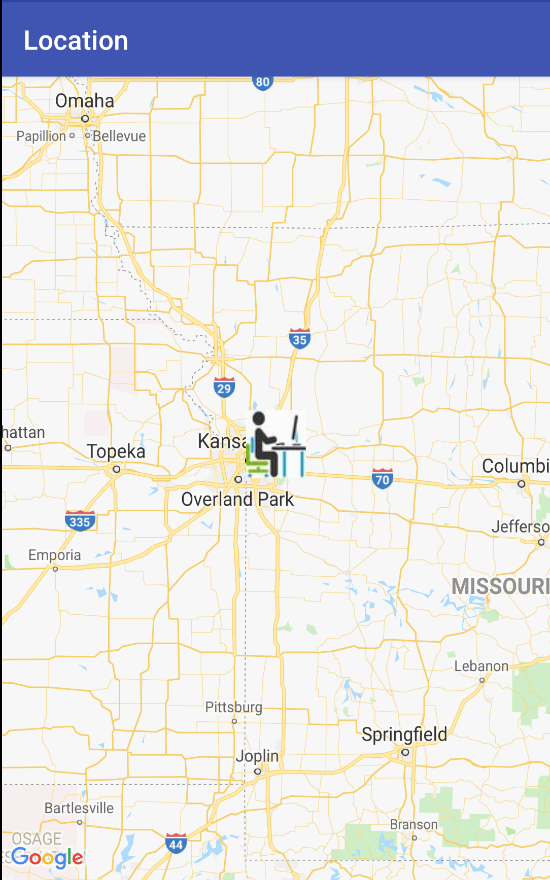 Location
80
Omaha
Papillion
Bellevue
35
29
hattan
Topeka
Kansa
70
Columbi
Overland Park
335
Jefferso
Emporia
MISSOURI
Lebanon
Pittsburg
Springfield
Joplin
Bartlesville
Branson
OSAGE
44
Google